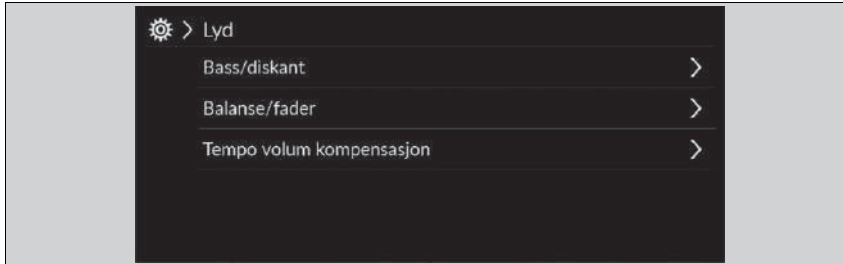 Lyd
Bass/diskant
Balanse/fader
Tempo volum kompensasjon